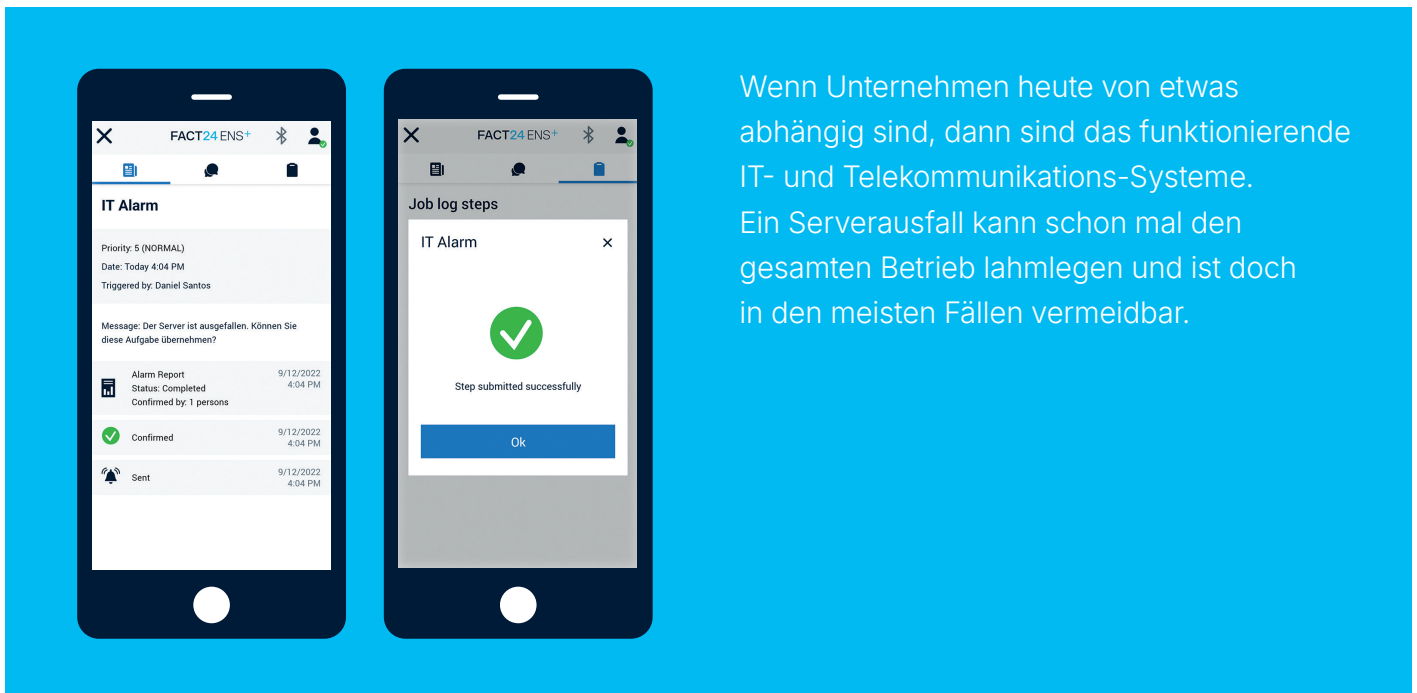 FACT24 ENS+
IT Alarm
Priority: 5 (NORMAL)
Date: Today 4:04 PM
Triggered by: Daniel Santos
Message: Der Server ist ausgefallen. Können Sie
diese Aufgabe übernehmen?
Alarm Report
9/12/2022
Status: Completed
4:04 PM
Confirmed by: 1 persons
Confirmed
9/12/2022
4:04 PM
Sent
9/12/2022
4:04 PM
FACT24 ENS+
Job log steps
IT Alarm
Step submitted successfully
Ok
Wenn Unternehmen heute von etwas
abhängig sind, dann sind das funktionierende
IT- und Telekommunikations-Systeme.
Ein Serverausfall kann schon mal den
gesamten Betrieb lahmlegen und ist doch
in den meisten Fällen vermeidbar.